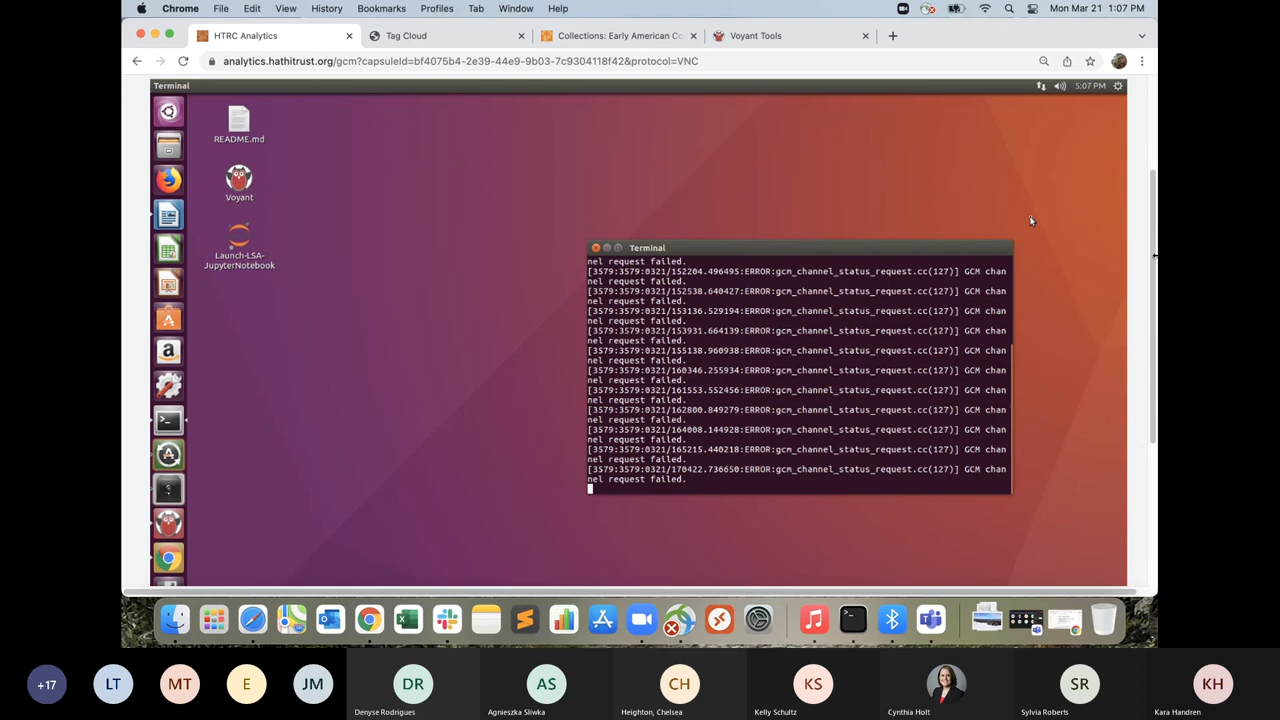 Chrome File Edit View History Bookmarks Profiles Tab Window Help Mon Mar 21 1:07 PM
HTRC Analytics Tag Cloud Collections: Early American Co Voyant Tools
analytics.hathitrust.org/gcm?capsuleId=bf4075b4-2e39-44e9-9b03-7c9304118f42&protocol=VNC
Terminal 5:07 PM
README.md
Voyant
Launch-LSA-
JupyterNotebook
Terminal
nel request failed.
[3579:3579:0321/152204.496495:ERROR:gcm_channel_status_request.cc(127)] GCM chan
nel request failed.
[3579:3579:0321/152538.640427:ERROR:gcm_channel_status_request.cc(127)] GCM chan
nel request failed.
[3579:3579:0321/153136.529194:ERROR:gcm_channel_status_request.cc(127)] GCM chan
nel request failed.
[3579:3579:0321/153931.664139:ERROR:gcm_channel_status_request.cc(127)] GCM chan
nel request failed.
[3579:3579:0321/155138.960938:ERROR:gcm_channel_status_request.cc(127)] GCM chan
nel request failed.
[3579:3579:0321/160346.255934:ERROR:gcm_channel_status_request.cc(127)] GCM chan
nel request failed.
[3579:3579:0321/161553.552456:ERROR:gcm_channel_status_request.cc(127)] GCM chan
nel request failed.
[3579:3579:0321/162800.849279:ERROR:gcm_channel_status_request.cc(127)] GCM chan
nel request failed.
[3579:3579:0321/164008.144928:ERROR:gcm_channel_status_request.cc(127)] GCM chan
nel request failed.
[3579:3579:0321/165215.440218:ERROR:gcm_channel_status_request.cc(127)] GCM chan
nel request failed.
[3579:3579:0321/170422.736650:ERROR:gcm_channel_status_request.cc(127)] GCM chan
nel request failed.
+17 LT MT E JM DR AS CH KS SR KH
Denyse Rodrigues Agnieszka Sliwka Heighton, Chelsea Kelly Schultz Cynthia Holt Sylvia Roberts Kara Handren